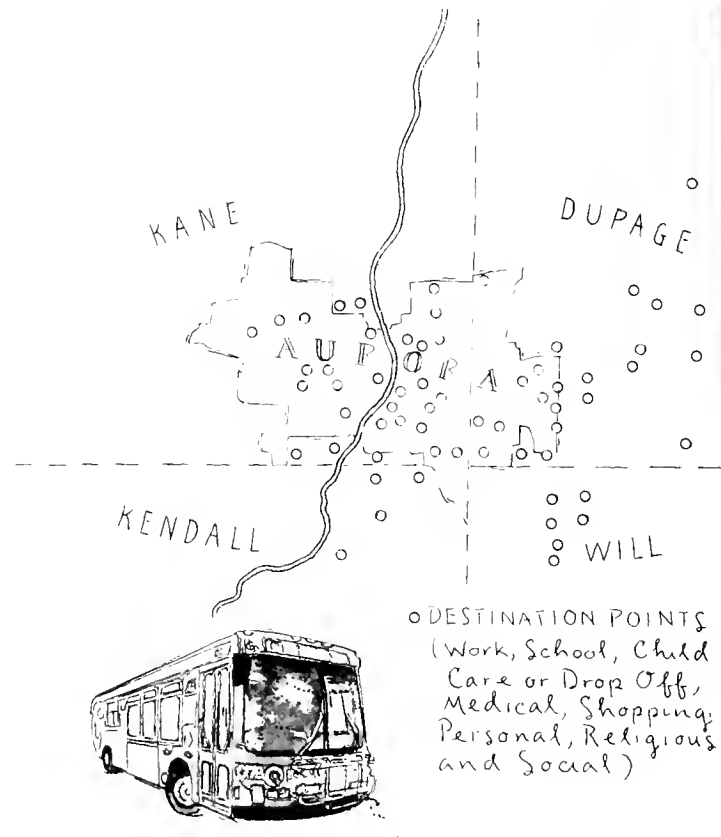 KANE
DUPAGE
AURORA
KENDALL
WILL
DESTINATION POINTS
(Work, School, Child
Care or Drop Off,
Medical, Shopping,
Personal, Religious
and Social)